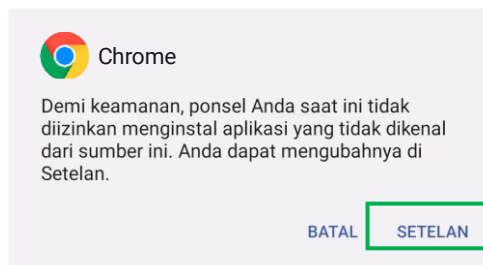 Chrome
Demi keamanan, ponsel Anda saat ini tidak
diizinkan menginstal aplikasi yang tidak dikenal
dari sumber ini. Anda dapat mengubahnya di
Setelan.
BATAL SETELAN